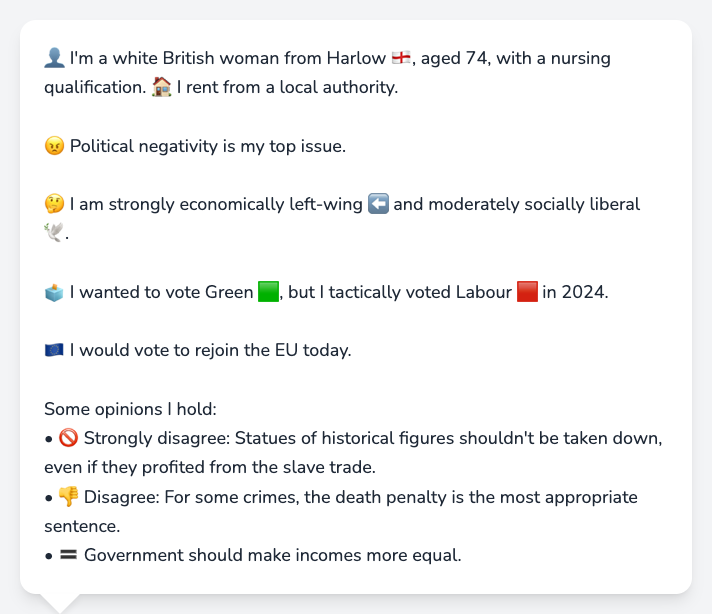 👤 I'm a white British woman from Harlow 🏴󠁧󠁢󠁥󠁮󠁧󠁿, aged 74, with a nursing
qualification. 🏠 I rent from a local authority.
😠 Political negativity is my top issue.
🤔 I am strongly economically left-wing ⬅️ and moderately socially liberal
🕊️.
🗳️ I wanted to vote Green 🟩, but I tactically voted Labour 🟥 in 2024.
🇪🇺 I would vote to rejoin the EU today.
Some opinions I hold:
• 🚫 Strongly disagree: Statues of historical figures shouldn't be taken down,
even if they profited from the slave trade.
• 👎 Disagree: For some crimes, the death penalty is the most appropriate
sentence.
• 🟰 Government should make incomes more equal.